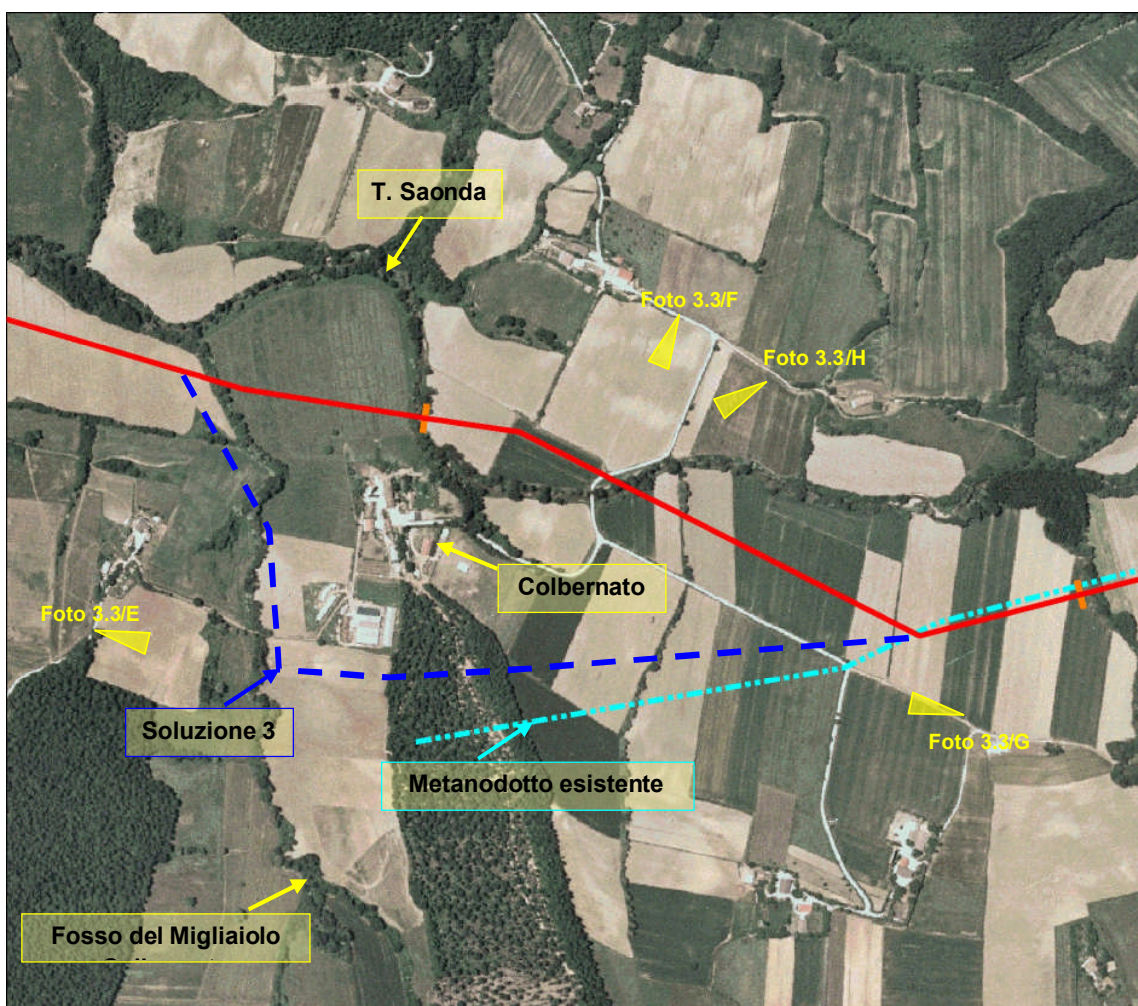 T. Saonda
Foto 3.3/F
Foto 3.3/H
Colbernato
Foto 3.3/E
Soluzione 3
Foto 3.3/G
Metanodotto esistente
Fosso del Migliaiolo